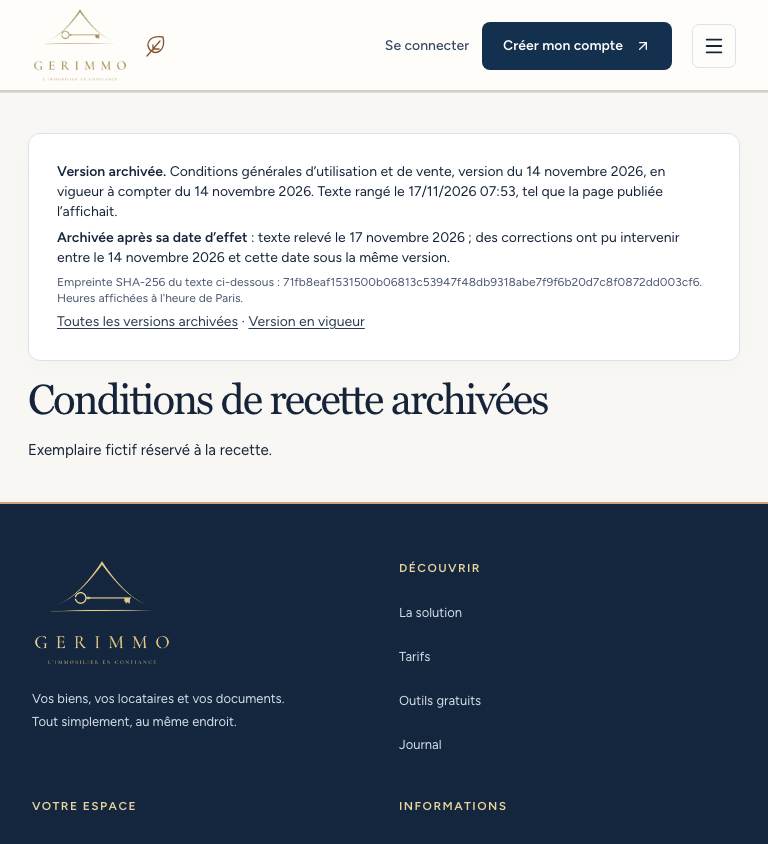 GERIMMO
L'IMMOBILIER EN CONFIANCE
Se connecter
Créer mon compte
Version archivée. Conditions générales d’utilisation et de vente, version du 14 novembre 2026, en
vigueur à compter du 14 novembre 2026. Texte rangé le 17/11/2026 07:53, tel que la page publiée
l’affichait.
Archivée après sa date d’effet : texte relevé le 17 novembre 2026 ; des corrections ont pu intervenir
entre le 14 novembre 2026 et cette date sous la même version.
Empreinte SHA-256 du texte ci-dessous : 71fb8eaf1531500b06813c53947f48db9318abe7f9f6b20d7c8f0872dd003cf6.
Heures affichées à l’heure de Paris.
Toutes les versions archivées · Version en vigueur
Conditions de recette archivées
Exemplaire fictif réservé à la recette.
GERIMMO
L'IMMOBILIER EN CONFIANCE
Vos biens, vos locataires et vos documents.
Tout simplement, au même endroit.
DÉCOUVRIR
La solution
Tarifs
Outils gratuits
Journal
VOTRE ESPACE
INFORMATIONS